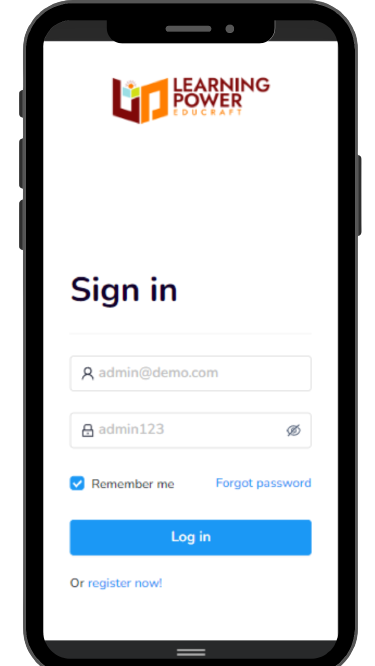 LEARNING
POWER
EDUCRAFT
Sign in
admin@demo.com
admin123
Remember me Forgot password
Log in
Or register now!